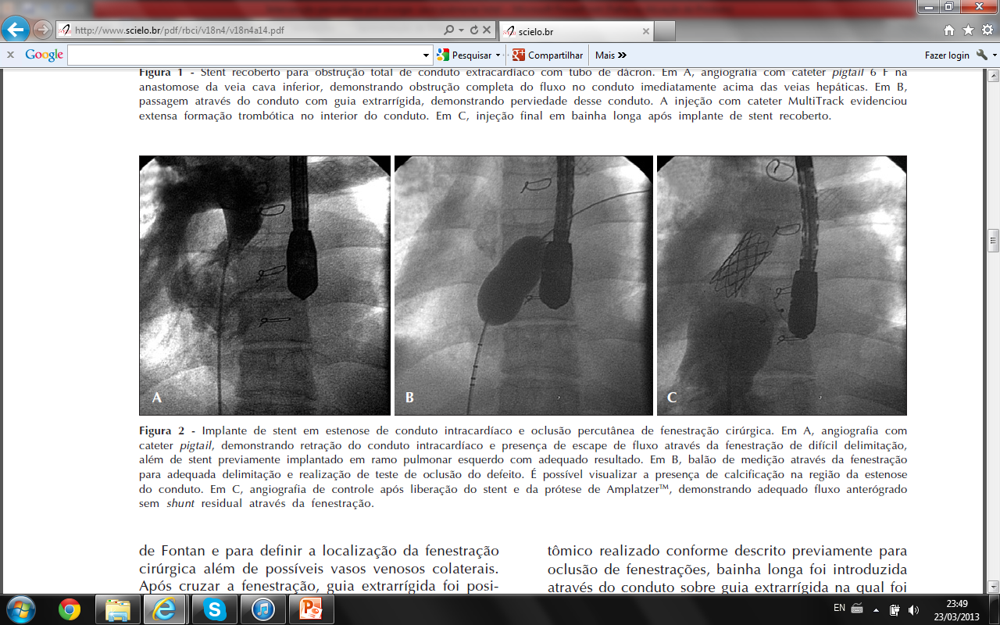 http://www.scielo.br/pdf/rbci/v18n4/v18n4a14.pdf
scielo.br
x Google
Pesquisar
Compartilhar
Mais »
Fazer login
Figura 1 - Stent recoberto para obstrução total de conduto extracardíaco com tubo de dácron. Em A, angiografia com cateter pigtail 6 F na
anastomose da veia cava inferior, demonstrando obstrução completa do fluxo no conduto imediatamente acima das veias hepáticas. Em B,
passagem através do conduto com guia extrarrígida, demonstrando perviedade desse conduto. A injeção com cateter MultiTrack evidenciou
extensa formação trombótica no interior do conduto. Em C, injeção final em bainha longa após implante de stent recoberto.
A
B
C
Figura 2 - Implante de stent em estenose de conduto intracardíaco e oclusão percutânea de fenestração cirúrgica. Em A, angiografia com
cateter pigtail, demonstrando retração do conduto intracardíaco e presença de escape de fluxo através da fenestração de difícil delimitação,
além de stent previamente implantado em ramo pulmonar esquerdo com adequado resultado. Em B, balão de medição através da fenestração
para adequada delimitação e realização de teste de oclusão do defeito. É possível visualizar a presença de calcificação na região da estenose
do conduto. Em C, angiografia de controle após liberação do stent e da prótese de Amplatzer™, demonstrando adequado fluxo anterógrado
sem shunt residual através da fenestração.
de Fontan e para definir a localização da fenestração
cirúrgica além de possíveis vasos venosos colaterais.
Após cruzar a fenestração, guia extrarrígida foi posi-
tômico realizado conforme descrito previamente para
oclusão de fenestrações, bainha longa foi introduzida
através do conduto sobre guia extrarrígida na qual foi
EN
23:49
23/03/2013